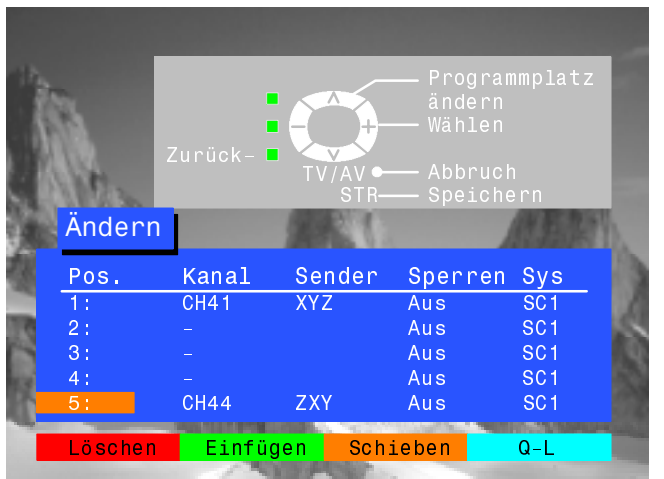 Programmplatz
ändern
Wählen
Zurück-
TV/AV Abbruch
STR Speichern
Ändern
Pos. Kanal Sender Sperren Sys
1: CH41 XYZ Aus SC1
2: - Aus SC1
3: - Aus SC1
4: - Aus SC1
5: CH44 ZXY Aus SC1
Löschen Einfügen Schieben Q-L